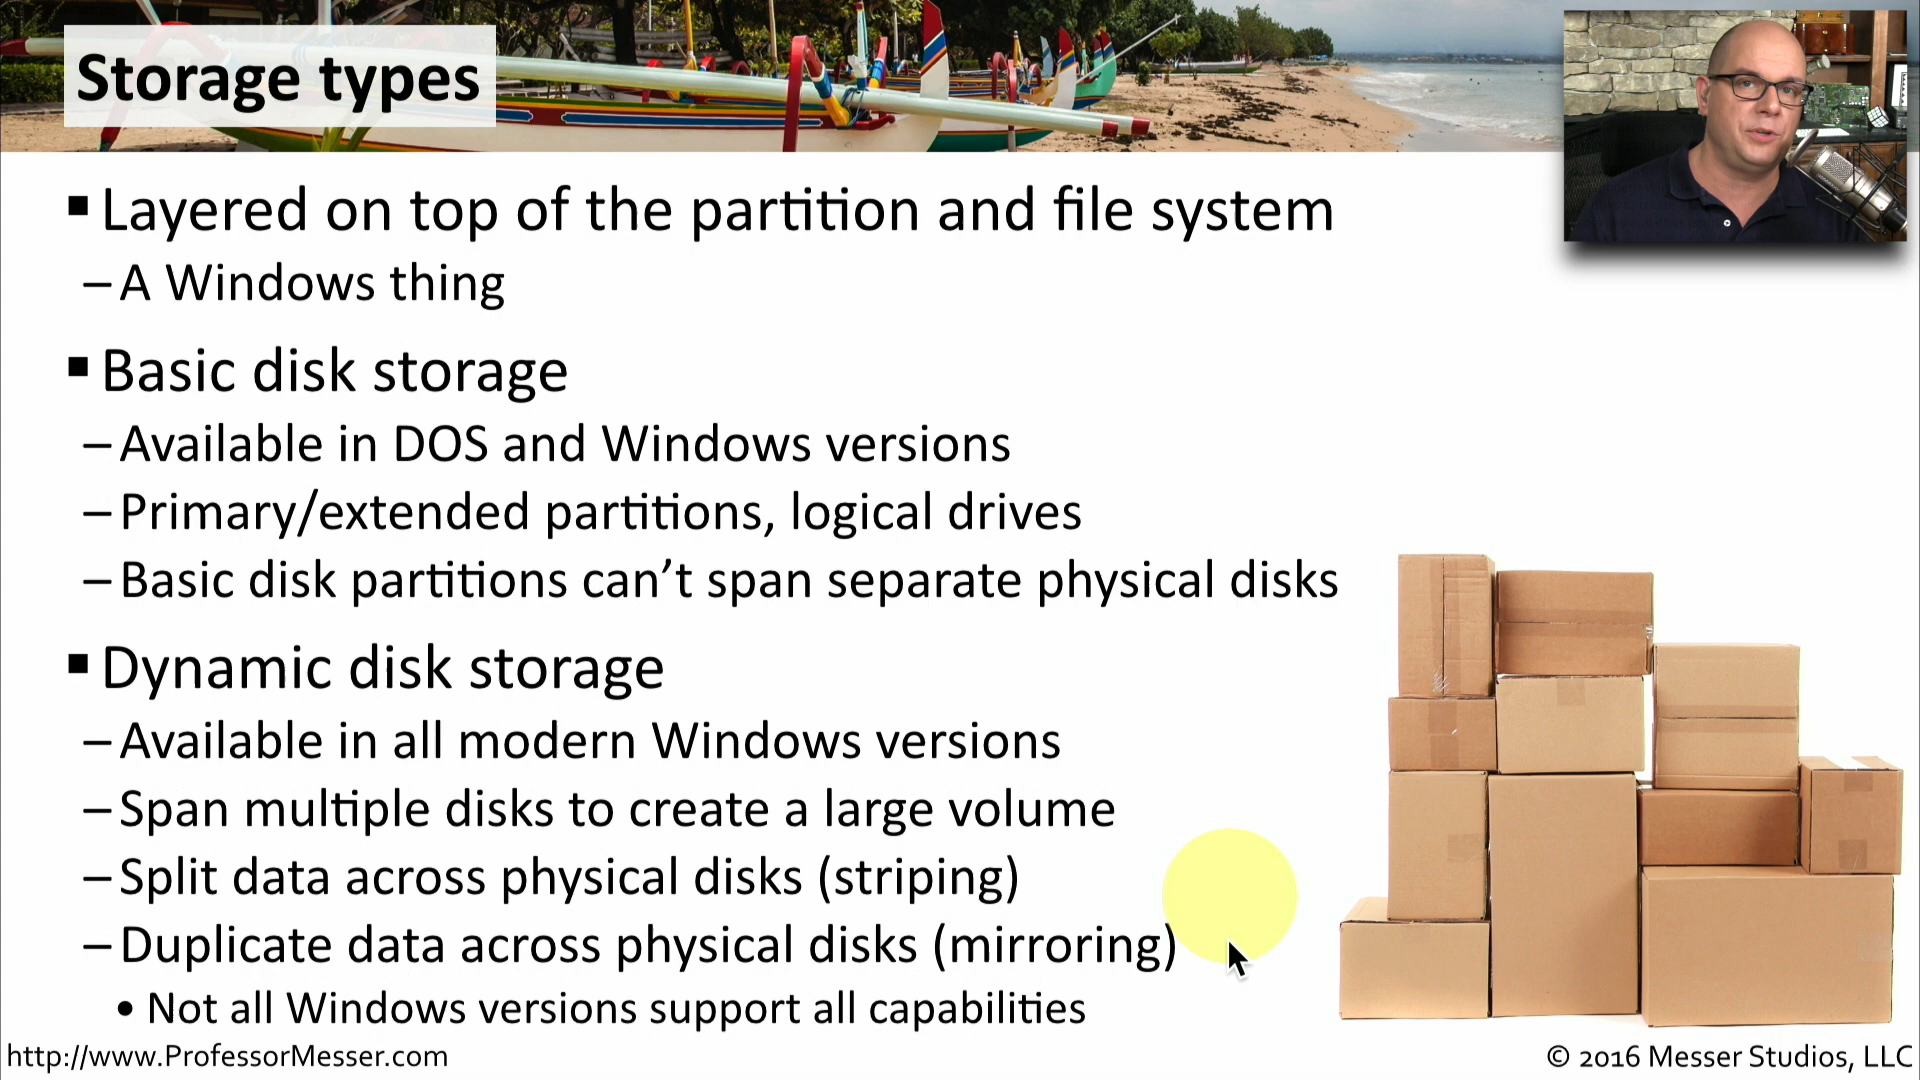 Storage types
▪ Layered on top of the partition and file system
– A Windows thing
▪ Basic disk storage
– Available in DOS and Windows versions
– Primary/extended partitions, logical drives
– Basic disk partitions can’t span separate physical disks
▪ Dynamic disk storage
– Available in all modern Windows versions
– Span multiple disks to create a large volume
– Split data across physical disks (striping)
– Duplicate data across physical disks (mirroring)
• Not all Windows versions support all capabilities
http://www.ProfessorMesser.com
© 2016 Messer Studios, LLC